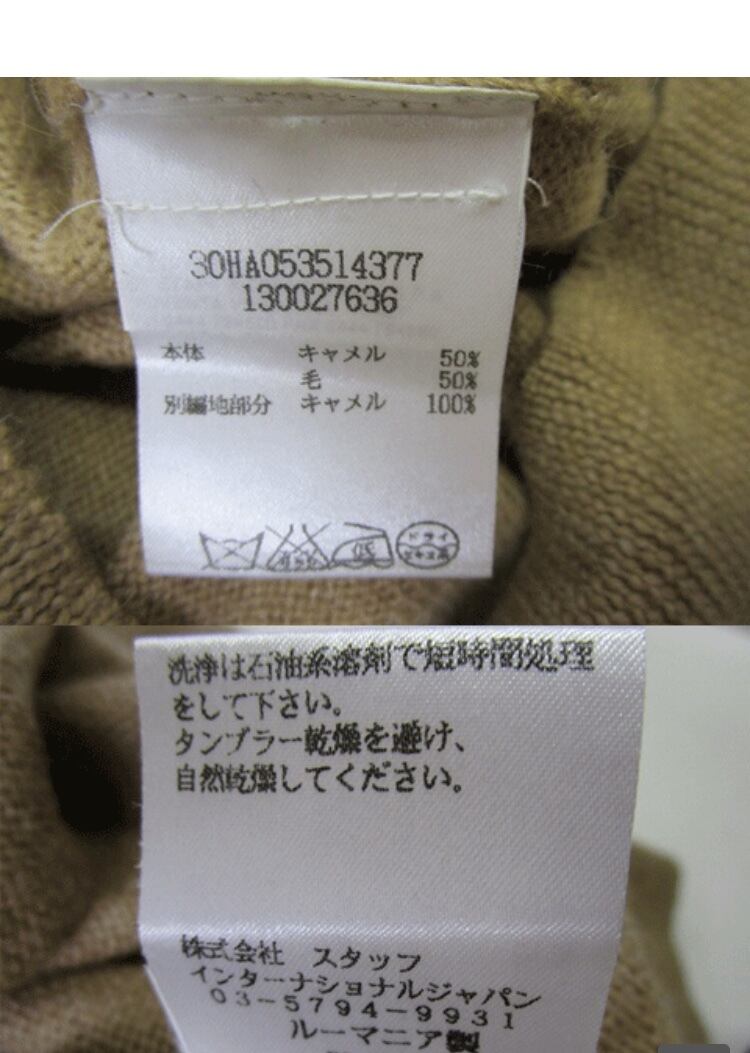 30HA053514377
130027636
本体 キャメル 50%
毛 50%
別編地部分 キャメル 100%
ドライ
洗浄は石油系溶剤で短時間処理
をして下さい。
タンブラー乾燥を避け、
自然乾燥してください。
株式会社 スタッフ
インターナショナルジャパン
03-5794-9931
ルーマニア製